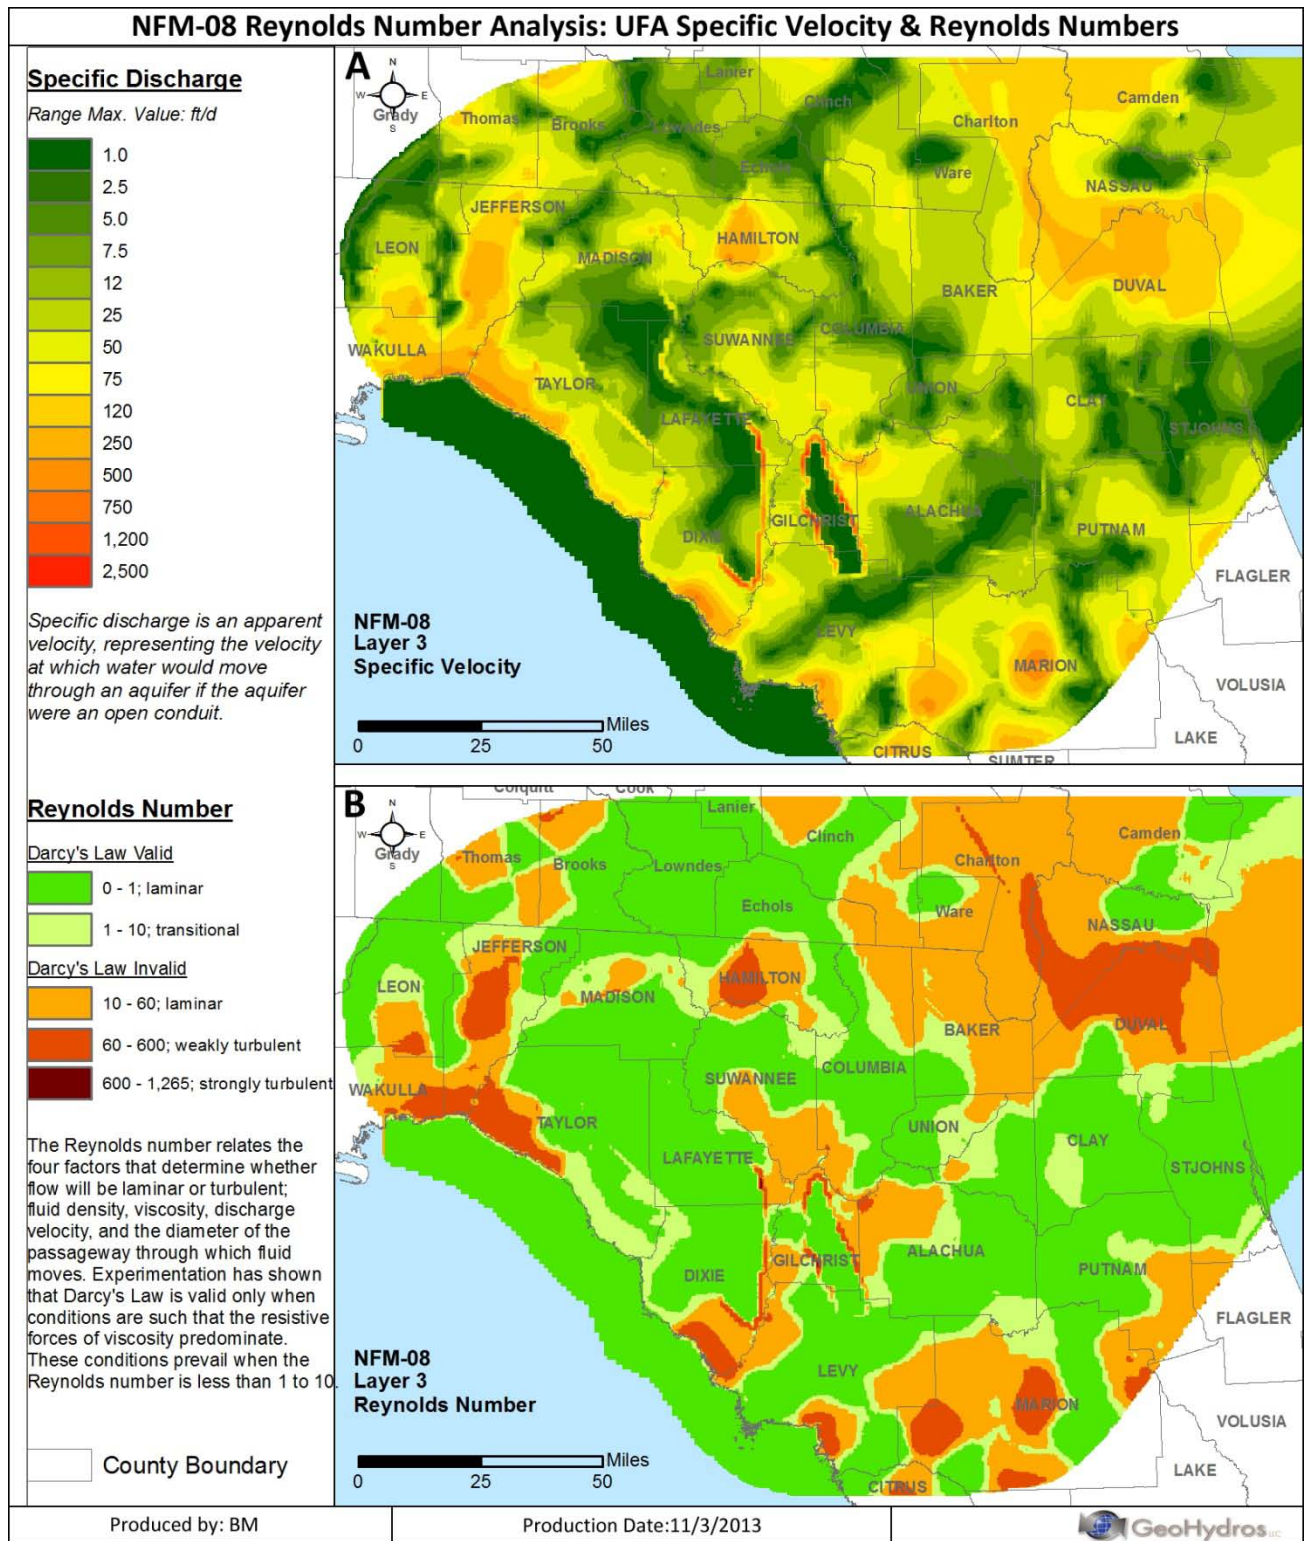 NFM-08 Reynolds Number Analysis: UFA Specific Velocity & Reynolds Numbers
Specific Discharge
Range Max. Value: ft/d
1.0
2.5
5.0
7.5
12
25
50
75
120
250
500
750
1,200
2,500
Specific discharge is an apparent
velocity, representing the velocity
at which water would move
through an aquifer if the aquifer
were an open conduit.
A
N
W
E
S
Grady
Thomas
Brooks
Lanier
Lowndes
Clinch
Echols
Charlton
Camden
Ware
NASSAU
JEFFERSON
LEON
MADISON
HAMILTON
BAKER
DUVAL
WAKULLA
SUWANNEE
COLUMBIA
TAYLOR
UNION
CLAY
LAFAYETTE
STJOHNS
GILCHRIST
ALACHUA
DIXIE
PUTNAM
FLAGLER
LEVY
MARION
VOLUSIA
LAKE
CITRUS
SUMTER
NFM-08
Layer 3
Specific Velocity
Miles
0
25
50
Reynolds Number
Darcy's Law Valid
0 - 1; laminar
1 - 10; transitional
Darcy's Law Invalid
10 - 60; laminar
60 - 600; weakly turbulent
600 - 1,265; strongly turbulent
The Reynolds number relates the
four factors that determine whether
flow will be laminar or turbulent;
fluid density, viscosity, discharge
velocity, and the diameter of the
passageway through which fluid
moves. Experimentation has shown
that Darcy's Law is valid only when
conditions are such that the resistive
forces of viscosity predominate.
These conditions prevail when the
Reynolds number is less than 1 to 10.
County Boundary
B
N
W
E
S
Colquitt
Cook
Grady
Thomas
Brooks
Lanier
Lowndes
Clinch
Echols
Charlton
Camden
Ware
NASSAU
JEFFERSON
LEON
MADISON
HAMILTON
BAKER
DUVAL
WAKULLA
SUWANNEE
COLUMBIA
TAYLOR
UNION
CLAY
LAFAYETTE
STJOHNS
GILCHRIST
ALACHUA
DIXIE
PUTNAM
FLAGLER
LEVY
MARION
VOLUSIA
LAKE
CITRUS
NFM-08
Layer 3
Reynolds Number
Miles
0
25
50
Produced by: BM
Production Date:11/3/2013
GeoHydros LLC